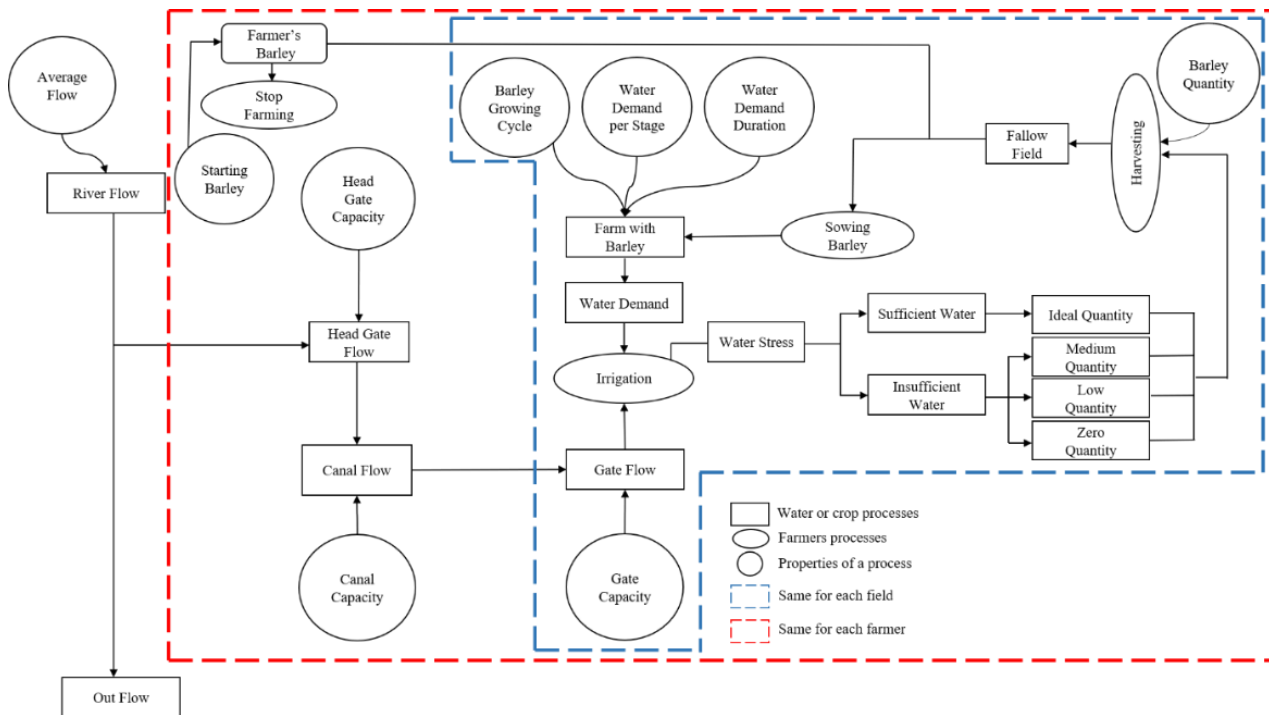 Farmer's
Barley
Average
Flow
Stop
Farming
Starting
Barley
River Flow
Head
Gate
Capacity
Barley
Growing
Cycle
Water
Demand
per Stage
Water
Demand
Duration
Barley
Quantity
Harvesting
Fallow
Field
Sowing
Barley
Farm with
Barley
Water Demand
Head Gate
Flow
Irrigation
Water Stress
Sufficient Water
Ideal Quantity
Insufficient
Water
Medium
Quantity
Low
Quantity
Zero
Quantity
Canal Flow
Gate Flow
Canal
Capacity
Gate
Capacity
Water or crop processes
Farmers processes
Properties of a process
Same for each field
Same for each farmer
Out Flow